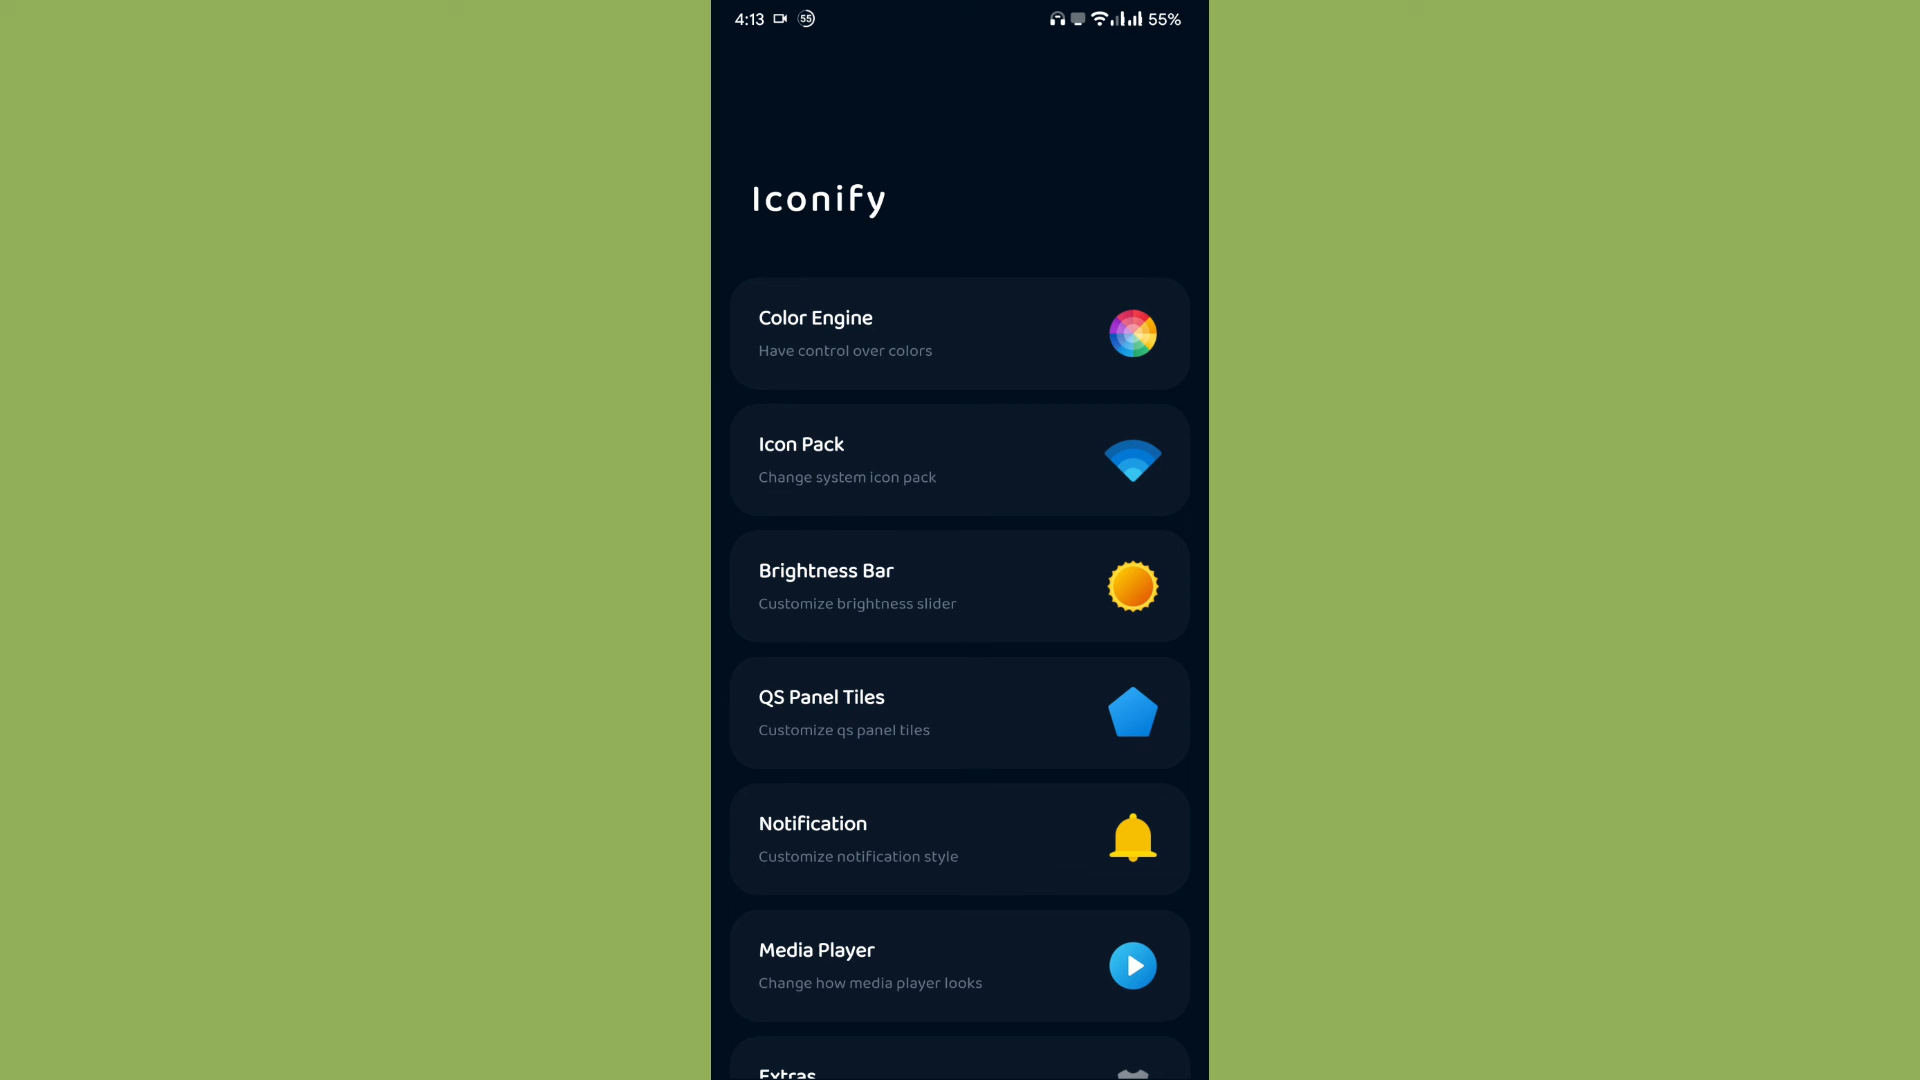 4:13 55 55%
Iconify
Color Engine
Have control over colors
Icon Pack
Change system icon pack
Brightness Bar
Customize brightness slider
QS Panel Tiles
Customize qs panel tiles
Notification
Customize notification style
Media Player
Change how media player looks
Extras